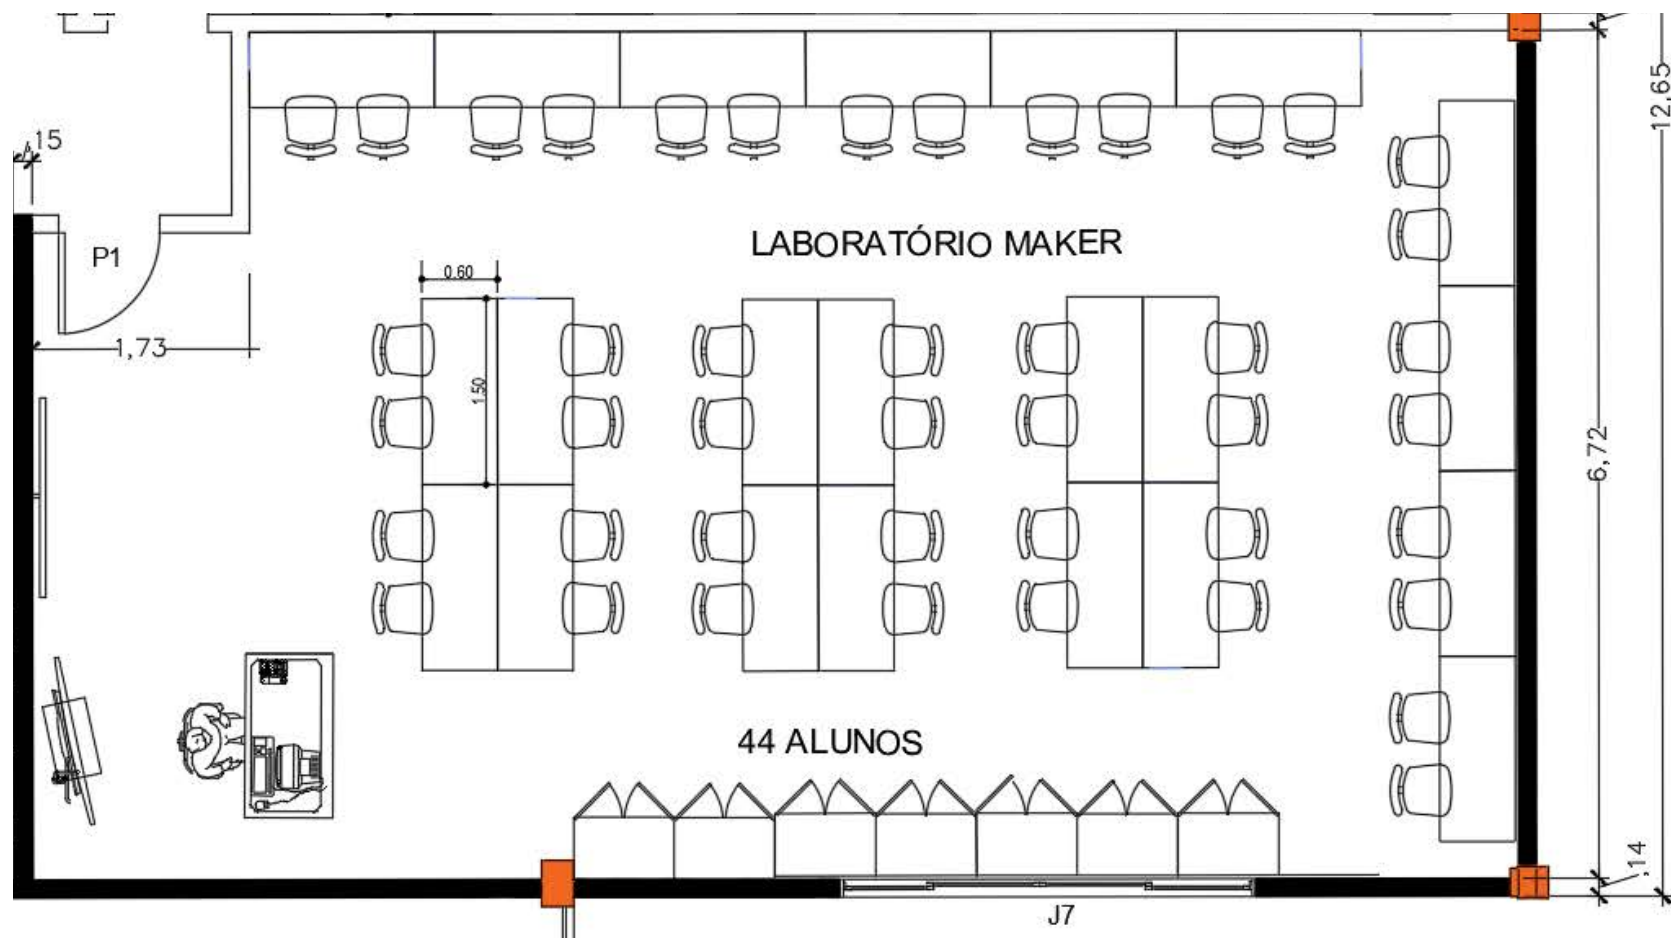 12,65
,15
LABORATÓRIO MAKER
P1
0.60
1,73
1.50
6,72
44 ALUNOS
,14
J7